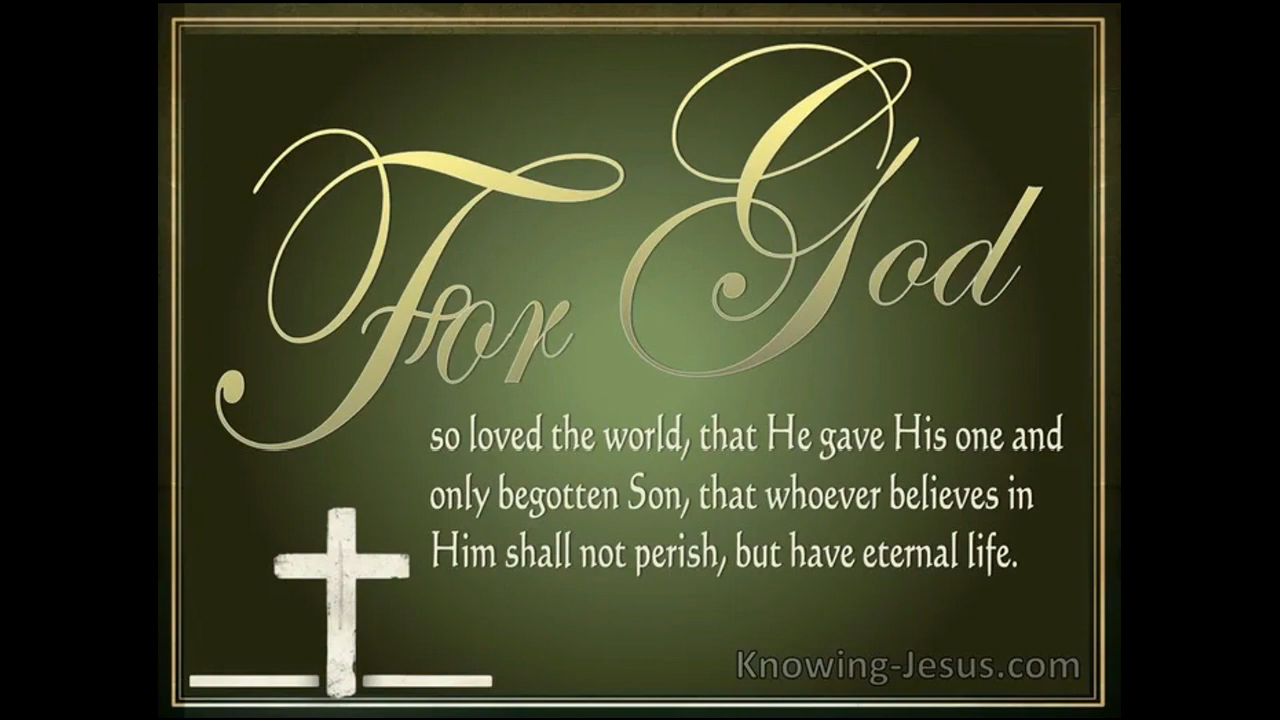 For God
so loved the world, that He gave His one and
only begotten Son, that whoever believes in
Him shall not perish, but have eternal life.
Knowing-Jesus.com